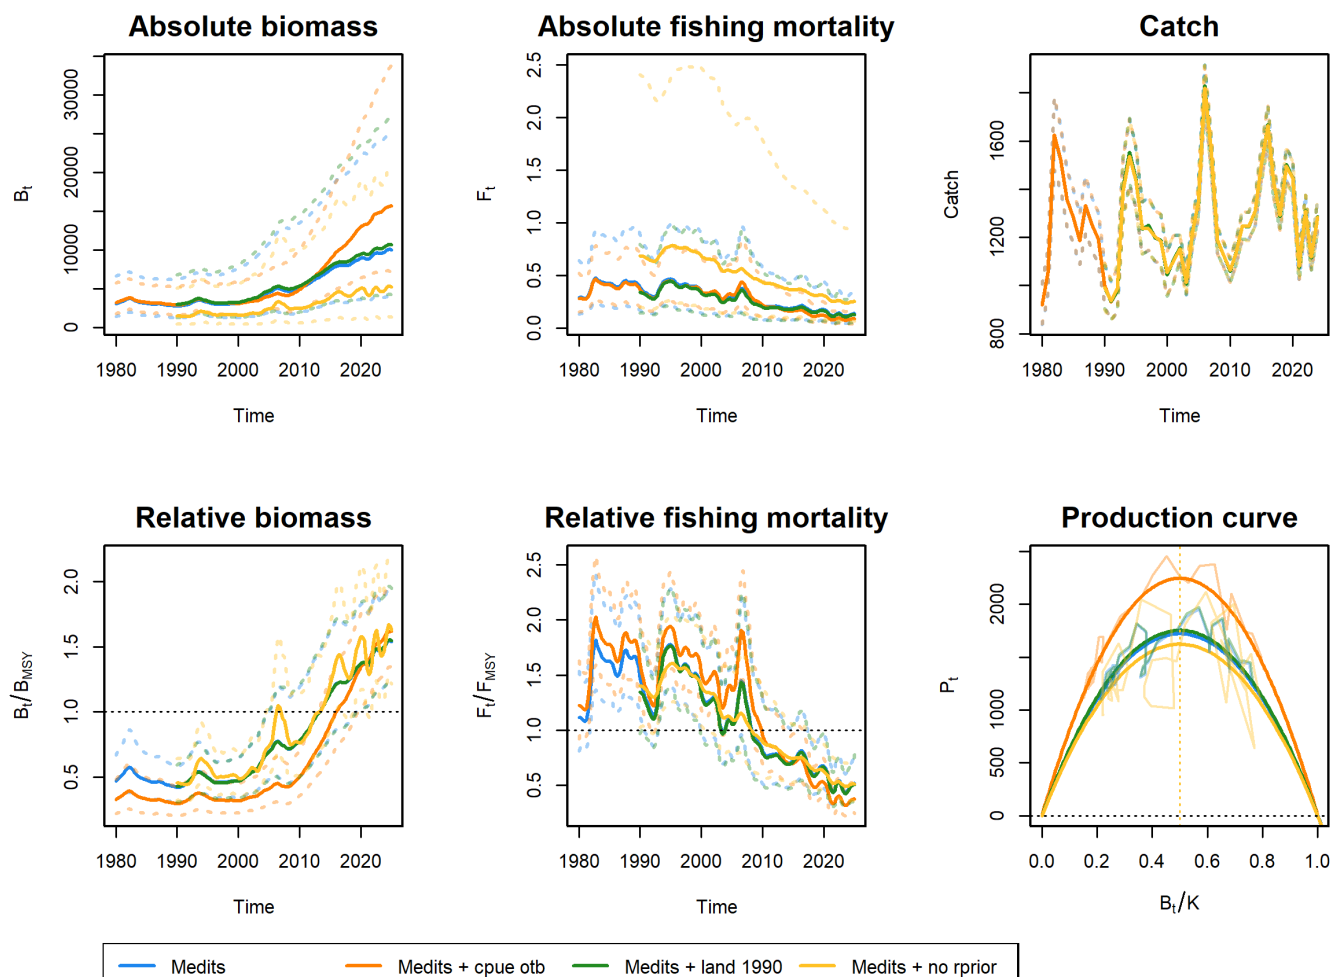 Absolute biomass
Absolute fishing mortality
Catch
Bt
0
10000
20000
30000
1980 1990 2000 2010 2020
Time
Ft
0.0
0.5
1.0
1.5
2.0
2.5
1980 1990 2000 2010 2020
Time
Catch
800
1200
1600
1980 1990 2000 2010 2020
Time
Relative biomass
Relative fishing mortality
Production curve
Bt/BMSY
0.5
1.0
1.5
2.0
1980 1990 2000 2010 2020
Time
Ft/FMSY
0.5
1.0
1.5
2.0
2.5
1980 1990 2000 2010 2020
Time
Pt
0
500
1000
2000
0.0 0.2 0.4 0.6 0.8 1.0
Bt/K
Medits
Medits + cpue otb
Medits + land 1990
Medits + no rprior